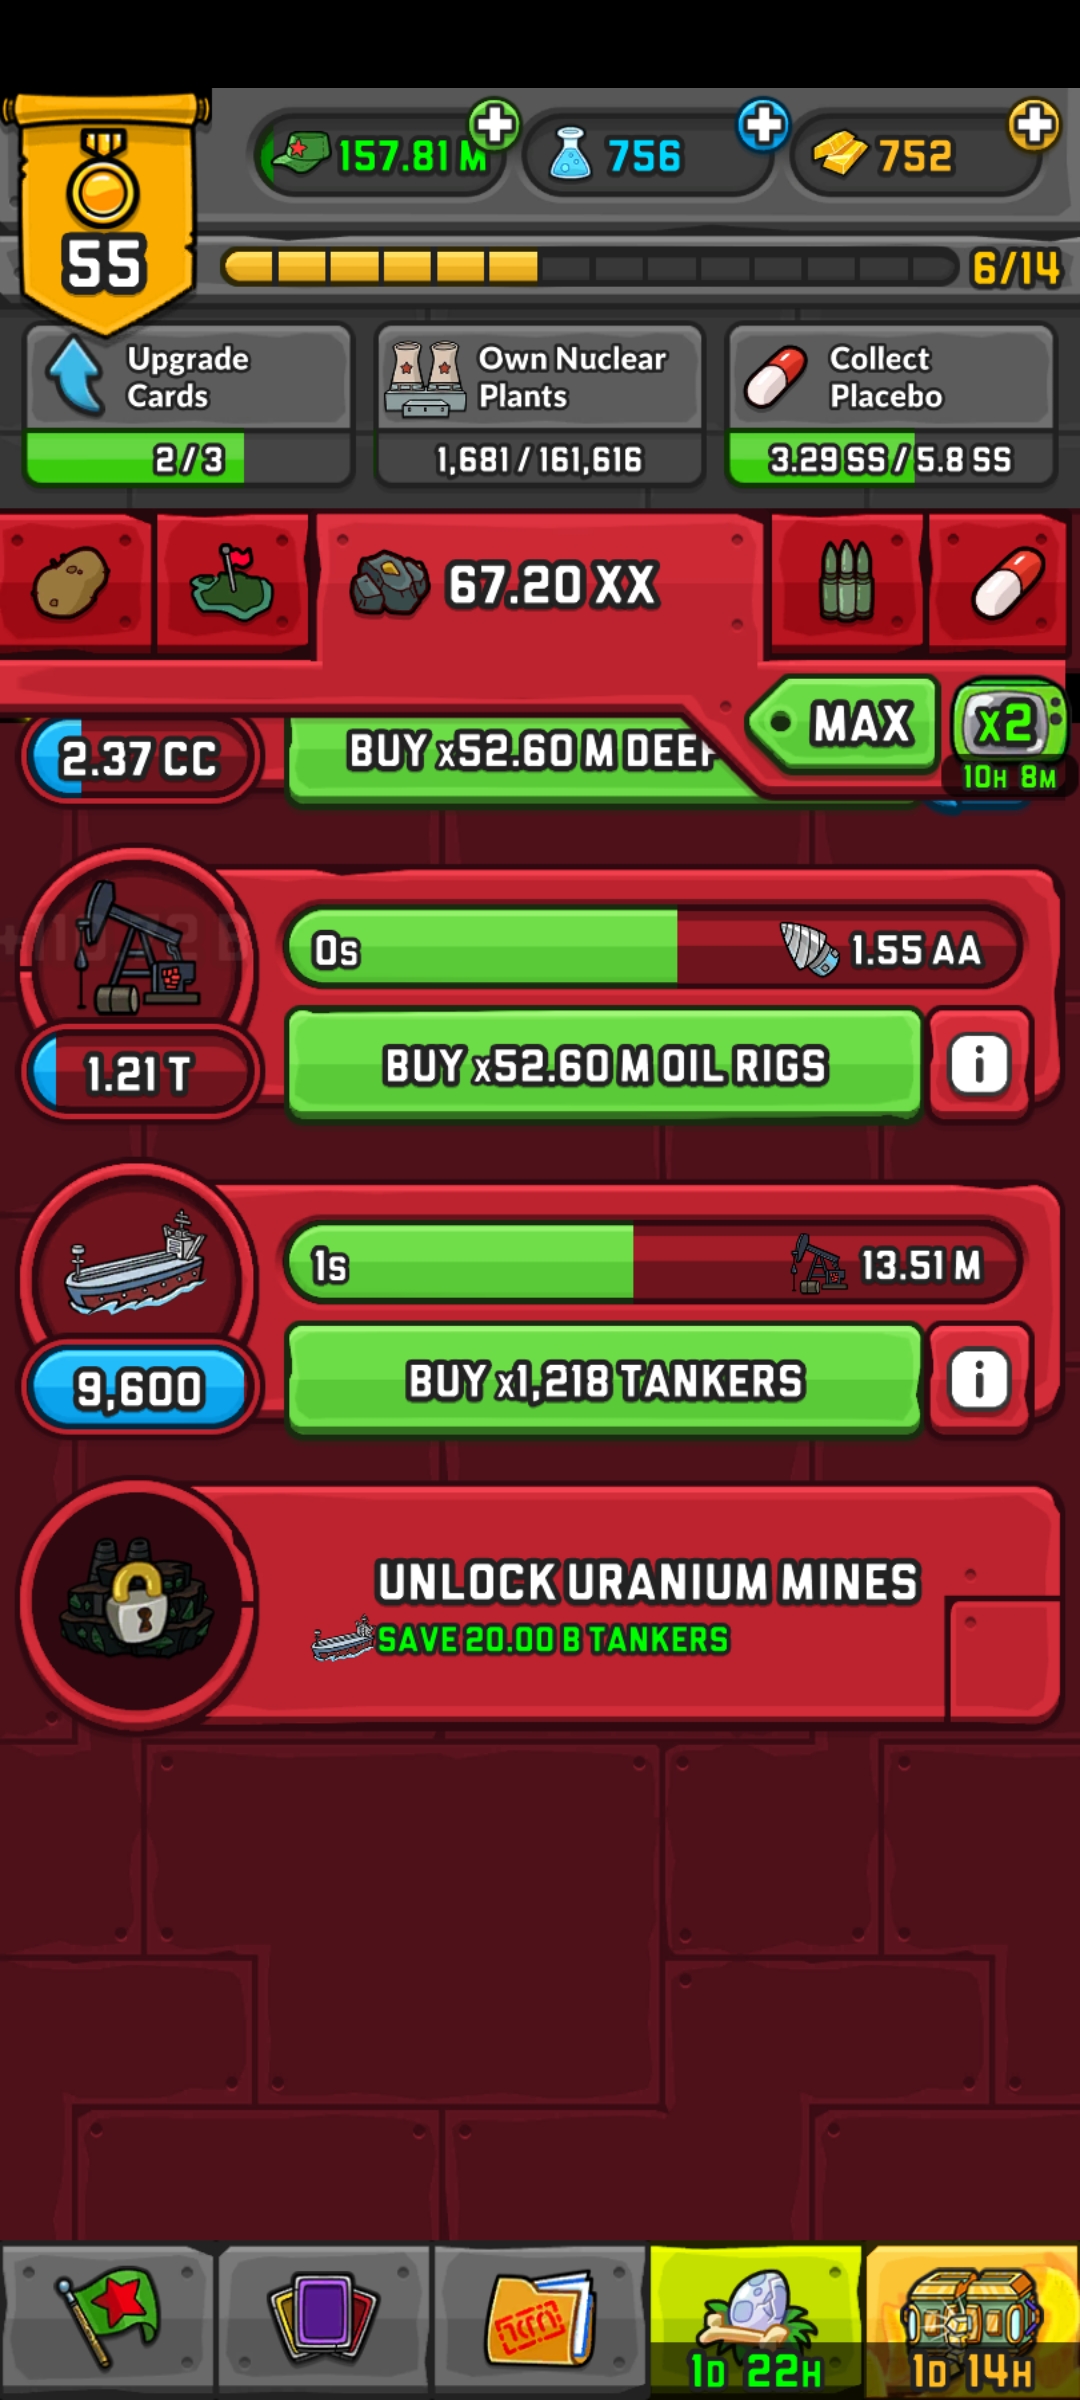 157.81 M
756
752
55
6/14
Upgrade
Cards
2/3
Own Nuclear
Plants
1,681/161,616
Collect
Placebo
3.29 SS/5.8 SS
67.20 XX
MAX
x2
10H 8M
2.37 CC
BUY x52.60 M DEEP
0s
1.55 AA
1.21 T
BUY x52.60 M OIL RIGS
i
1s
13.51 M
9,600
BUY x1,218 TANKERS
i
UNLOCK URANIUM MINES
SAVE 20.00 B TANKERS
1D 22H
1D 14H